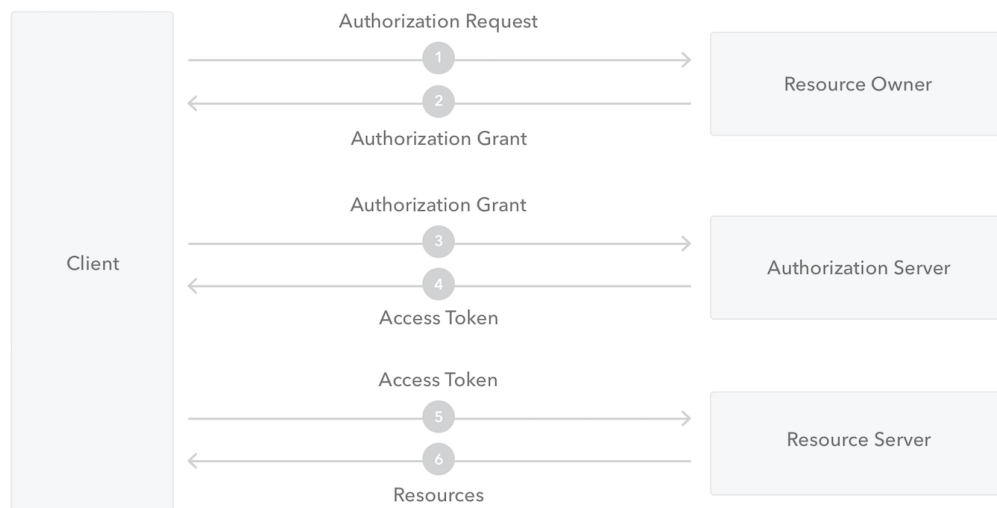 Authorization Request
1
Resource Owner
2
Authorization Grant
Authorization Grant
3
Client
Authorization Server
4
Access Token
Access Token
5
Resource Server
6
Resources